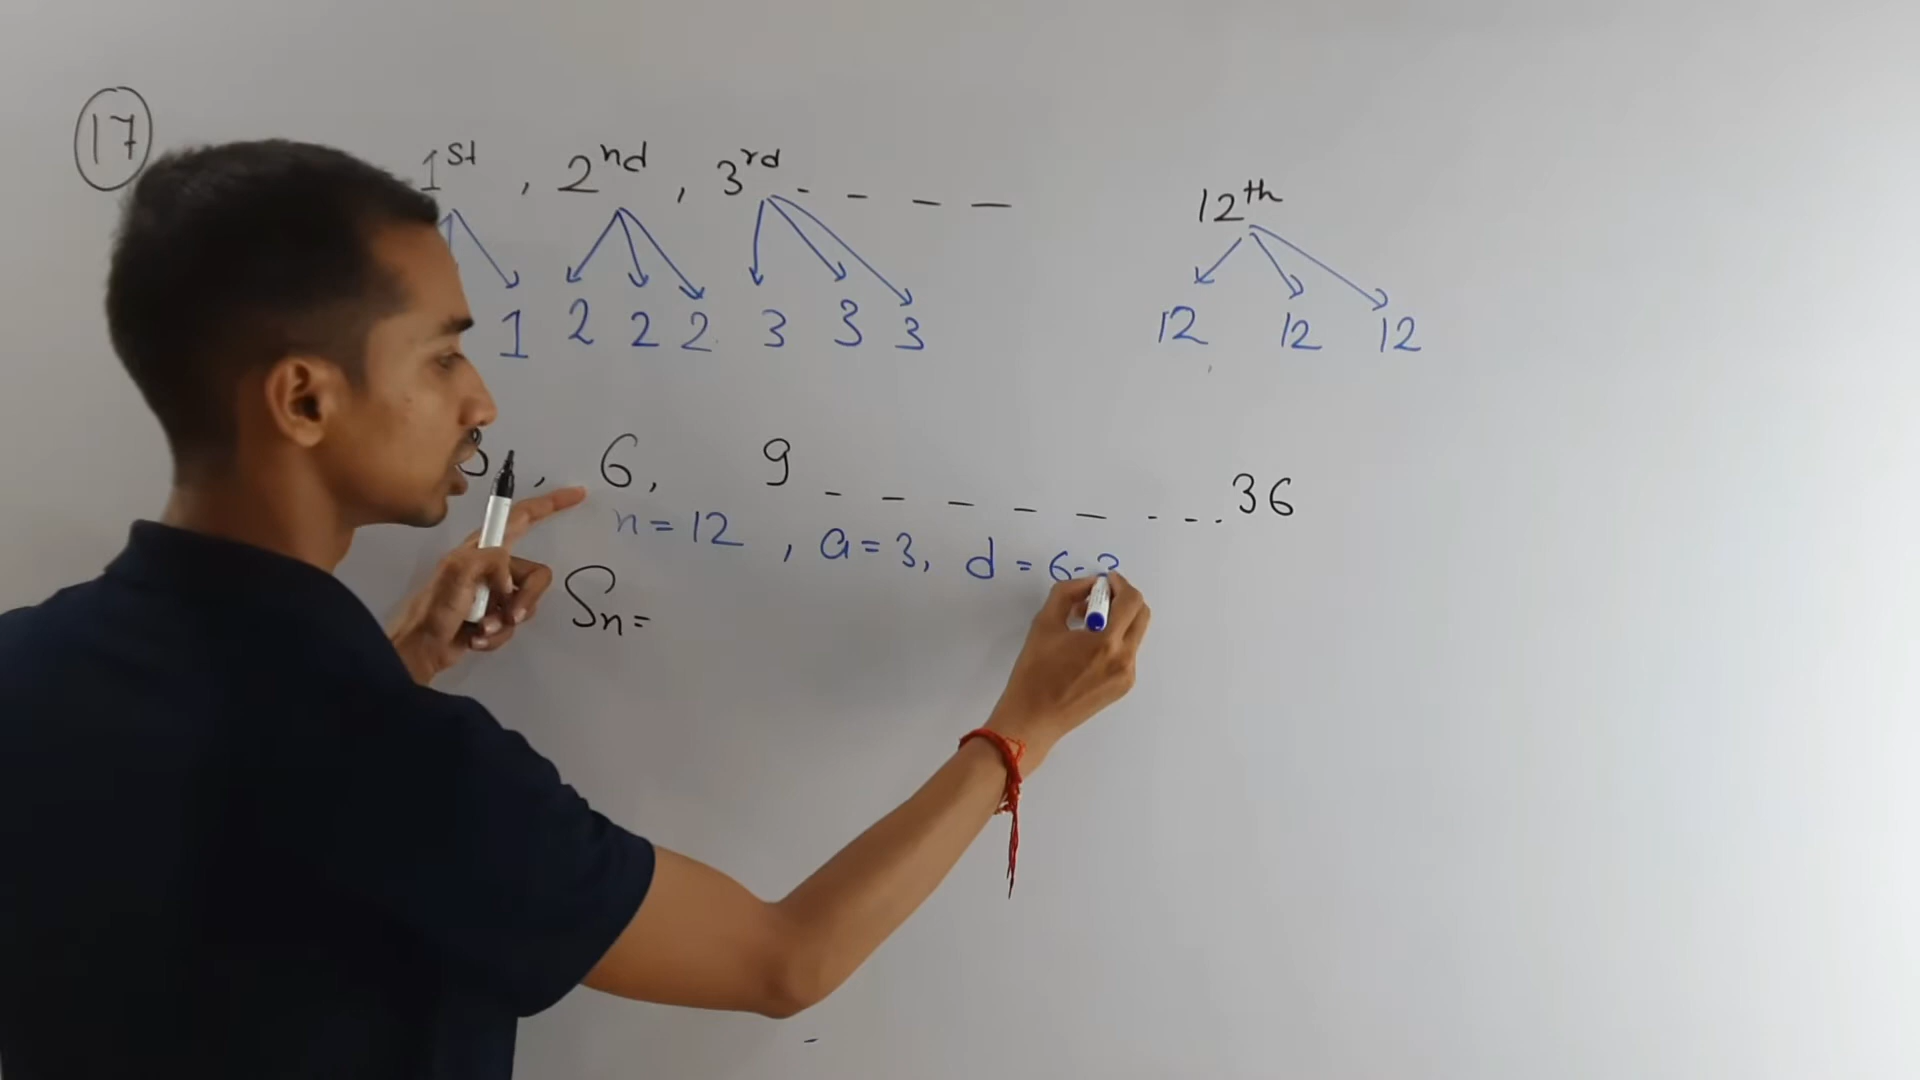 17
1st , 2nd , 3rd - - - - 12th
1 2 2 2 3 3 3 12 12 12
, 6, 9 - - - - - - - . 36
n = 12 , a = 3, d = 6-3
Sn =